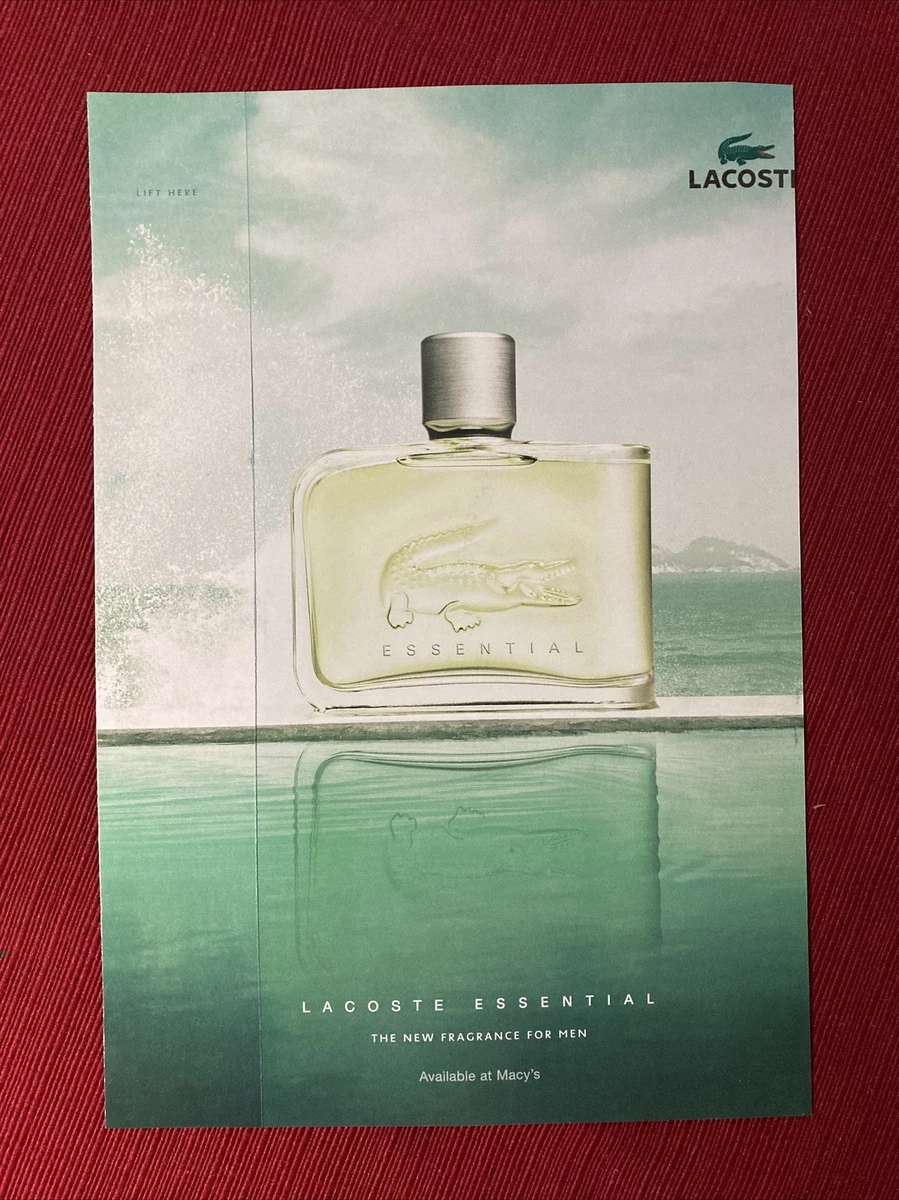 LIFT HERE
LACOSTE
ESSENTIAL
LACOSTE ESSENTIAL
THE NEW FRAGRANCE FOR MEN
Available at Macy's